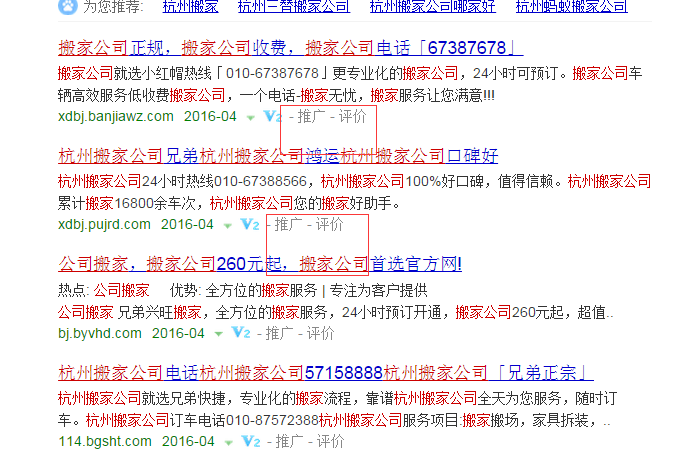 为您推荐: 杭州搬家 杭州三替搬家公司 杭州搬家公司哪家好 杭州蚂蚁搬家公司
搬家公司正规，搬家公司收费，搬家公司电话「67387678」
搬家公司就选小红帽热线「010-67387678」更专业化的搬家公司，24小时可预订。搬家公司车
辆高效服务低收费搬家公司，一个电话-搬家无忧，搬家服务让您满意!!!
xdbj.banjiawz.com 2016-04 V2 - 推广 - 评价
杭州搬家公司兄弟杭州搬家公司鸿运杭州搬家公司口碑好
杭州搬家公司24小时热线010-67388566，杭州搬家公司100%好口碑，值得信赖。杭州搬家公司
累计搬家16800余车次，杭州搬家公司您的搬家好助手。
xdbj.pujrd.com 2016-04 V2 - 推广 - 评价
公司搬家，搬家公司260元起，搬家公司首选官方网!
热点: 公司搬家 优势: 全方位的搬家服务 | 专注为客户提供
公司搬家 兄弟兴旺搬家，全方位的搬家服务，24小时预订开通，搬家公司260元起，超值..
bj.byvhd.com 2016-04 V2 - 推广 - 评价
杭州搬家公司电话杭州搬家公司57158888杭州搬家公司「兄弟正宗」
杭州搬家公司就选兄弟快捷，专业化的搬家流程，靠谱杭州搬家公司全天为您服务，随时订
车。杭州搬家公司订车电话010-87572388杭州搬家公司服务项目:搬家搬场，家具拆装，..
114.bgsht.com 2016-04 V2 - 推广 - 评价